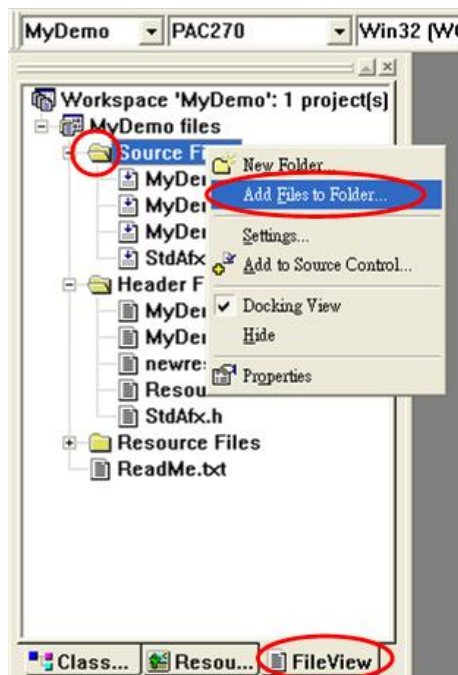 MyDemo PAC270 Win32 (WC
Workspace 'MyDemo': 1 project(s)
MyDemo files
Source Fi
New Folder...
MyDer
Add Files to Folder...
MyDer
MyDer
Settings...
StdAfx
Add to Source Control...
Header F
Docking View
MyDer
Hide
MyDer
newre
Properties
Resou
StdAfx.h
Resource Files
ReadMe.txt
Class... Resou... FileView